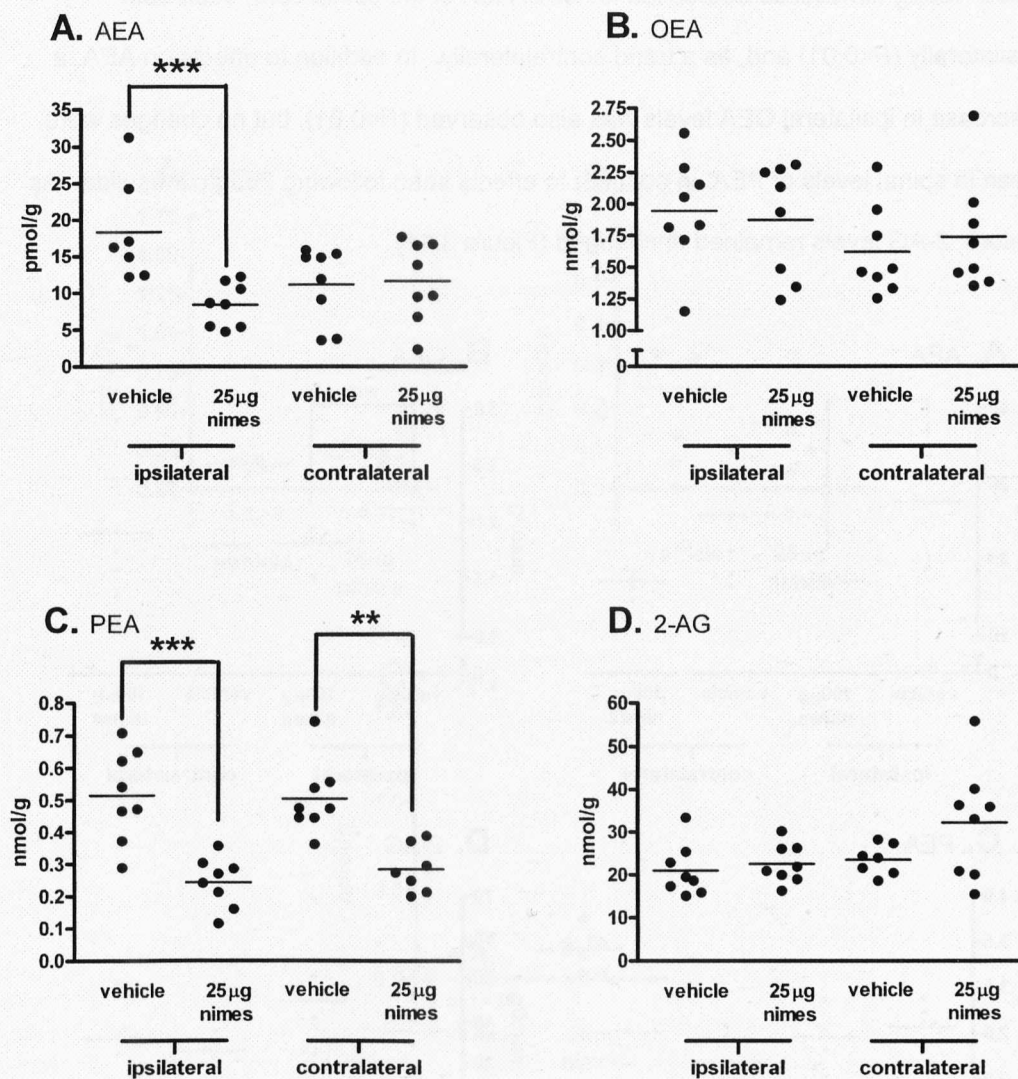 A. AEA
***
35
30
25
20
15
10
5
0
pmol/g
vehicle 25µg vehicle 25µg
nimes nimes
ipsilateral contralateral
B. OEA
2.75
2.50
2.25
2.00
1.75
1.50
1.25
1.00
0
nmol/g
vehicle 25µg vehicle 25µg
nimes nimes
ipsilateral contralateral
C. PEA
*** **
0.8
0.7
0.6
0.5
0.4
0.3
0.2
0.1
0.0
nmol/g
vehicle 25µg vehicle 25µg
nimes nimes
ipsilateral contralateral
D. 2-AG
60
50
40
30
20
10
0
nmol/g
vehicle 25µg vehicle 25µg
nimes nimes
ipsilateral contralateral